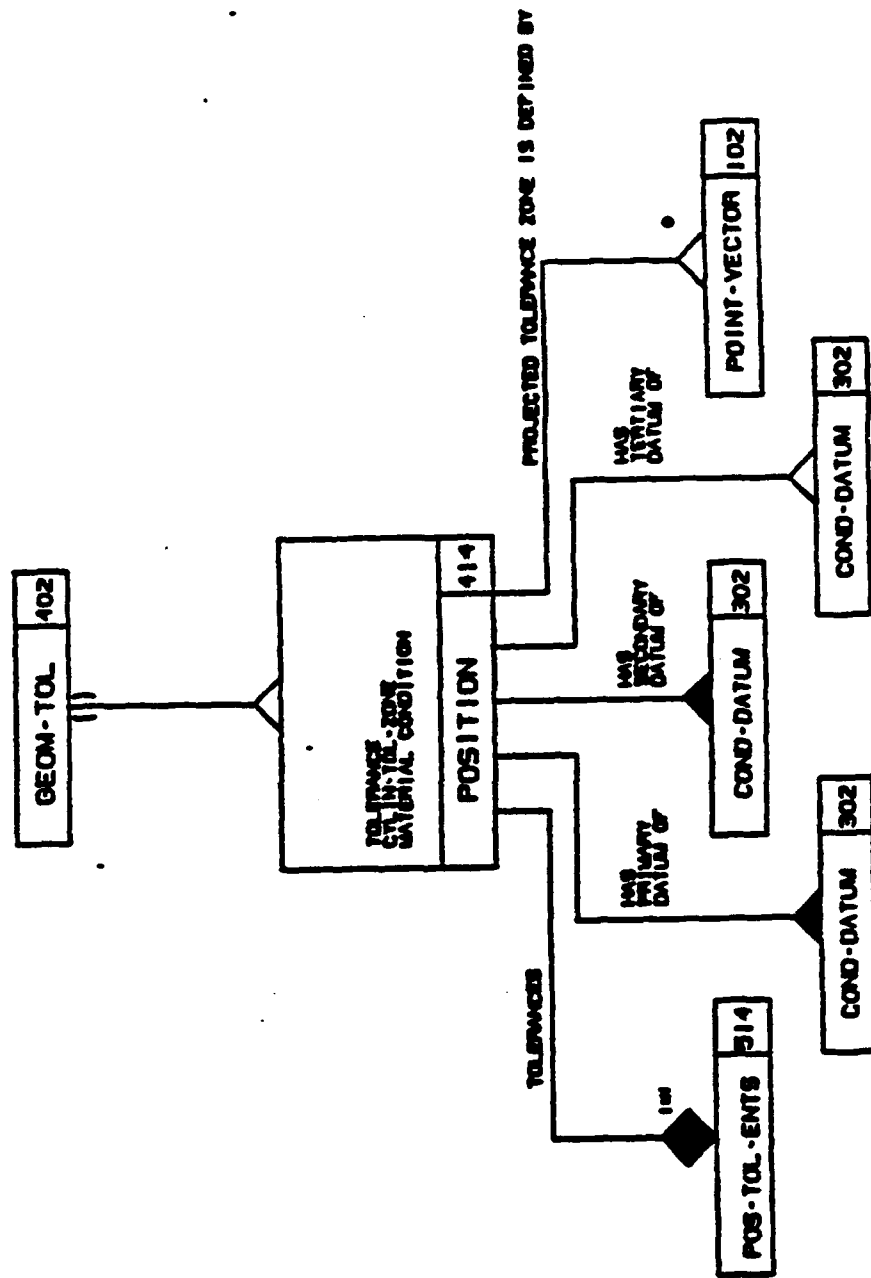 GEOM-TOL 402
TOLERANCE
CYLIN-TOL-ZONE
MATERIAL CONDITION
POSITION 414
TOLERANCES
HAS
PRIMARY
DATUM OF
HAS
SECONDARY
DATUM OF
HAS
TERTIARY
DATUM OF
PROJECTED TOLERANCE ZONE IS DEFINED BY
POS-TOL-ENTS 514
COND-DATUM 302
COND-DATUM 302
COND-DATUM 302
POINT-VECTOR 102